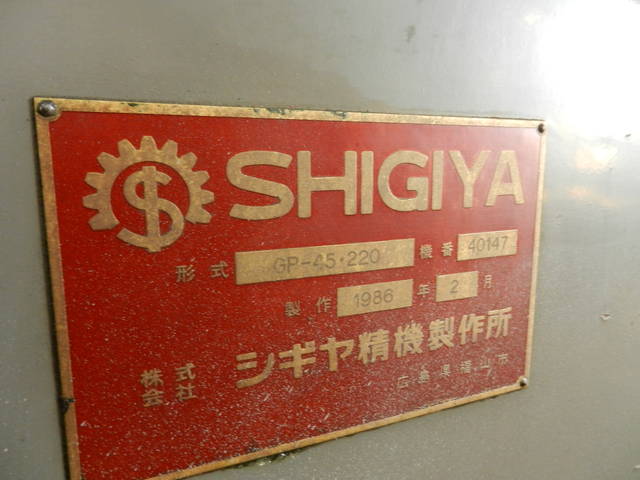 SHIGIYA
形式 GP-45・220 機番 40147
製作 1986 年 2 月
株式会社 シギヤ精機製作所
広島県福山市